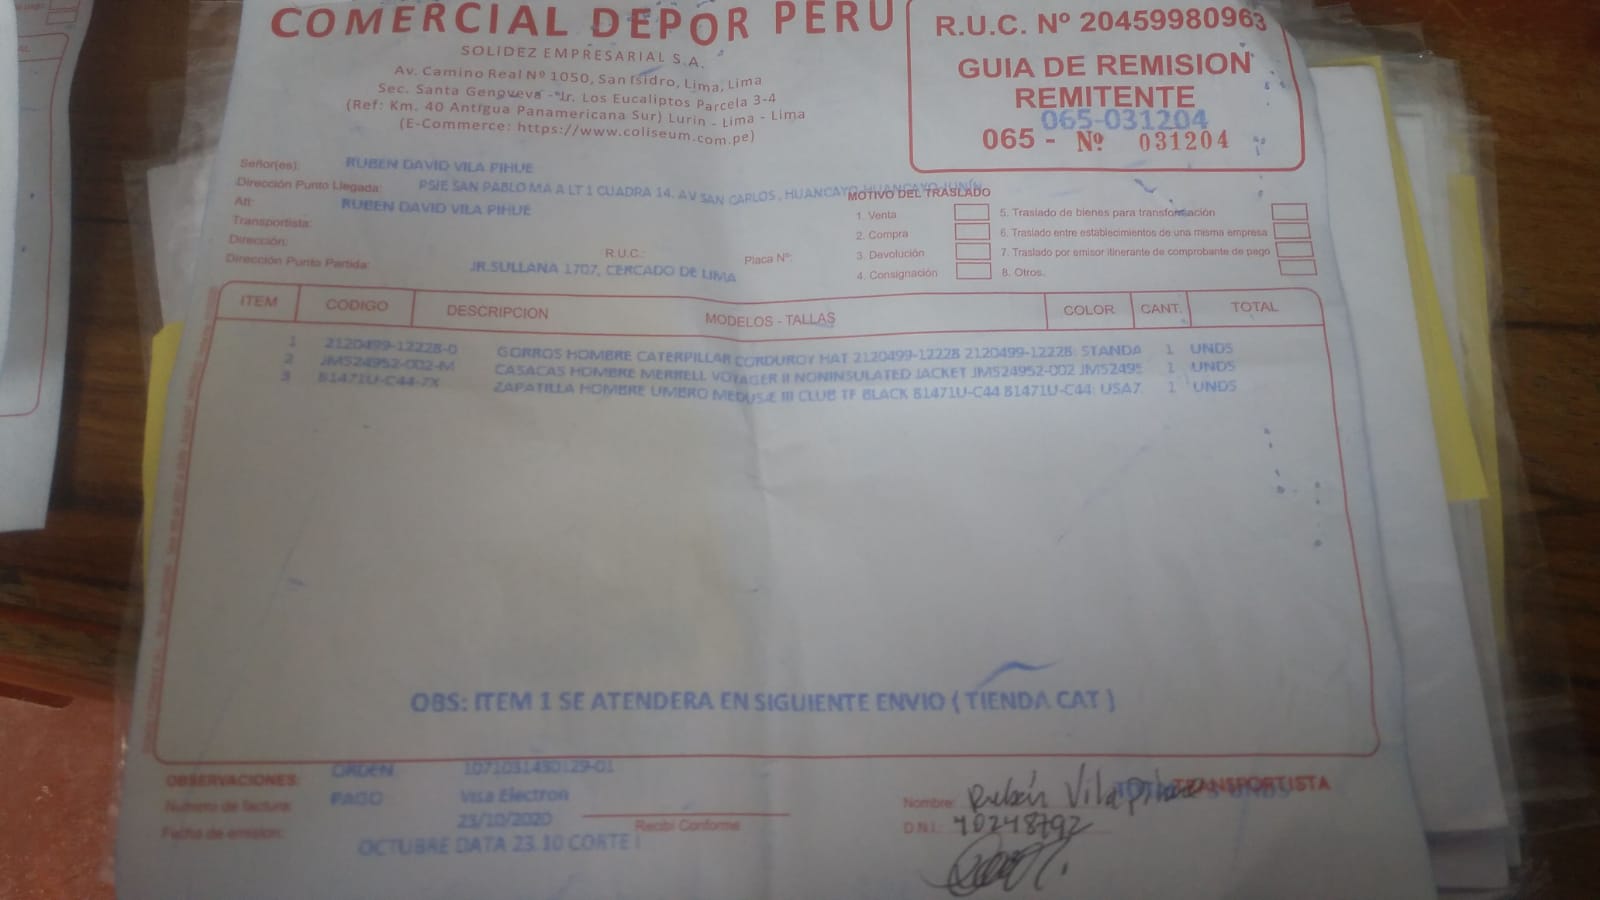 COMERCIAL DEPOR PERU
SOLIDEZ EMPRESARIAL S.A.
Av. Camino Real Nº 1050, San Isidro, Lima, Lima
Sec. Santa Genoveva - Jr. Los Eucaliptos Parcela 3-4
(Ref: Km. 40 Antigua Panamericana Sur) Lurin - Lima - Lima
(E-Commerce: https://www.coliseum.com.pe)
R.U.C. Nº 20459980963
GUIA DE REMISION
REMITENTE
065-031204
065 - Nº 031204
Señor(es): RUBEN DAVID VILA PIHUE
Dirección Punto Llegada: PSJE SAN PABLO MA A LT 1 CUADRA 14. AV SAN CARLOS, HUANCAYO-HUANCAYO-JUNÍN
Att: RUBEN DAVID VILA PIHUE
Transportista:
Dirección: R.U.C.: Placa Nº:
Dirección Punto Partida: JR.SULLANA 1707, CERCADO DE LIMA
MOTIVO DEL TRASLADO
1. Venta
2. Compra
3. Devolución
4. Consignación
5. Traslado de bienes para transformación
6. Traslado entre establecimientos de una misma empresa
7. Traslado por emisor itinerante de comprobante de pago
8. Otros.
ITEM CODIGO DESCRIPCION MODELOS - TALLAS COLOR CANT. TOTAL
1 2120499-12228-0 GORROS HOMBRE CATERPILLAR CORDUROY HAT 2120499-12228 2120499-12228: STANDA 1 UNDS
2 JM524952-002-M CASACAS HOMBRE MERRELL VOYAGER II NONINSULATED JACKET JM524952-002 JM52495 1 UNDS
3 81471U-C44-7X ZAPATILLA HOMBRE UMBRO MEDUSÆ III CLUB TF BLACK 81471U-C44 81471U-C44: USA7. 1 UNDS
OBS: ITEM 1 SE ATENDERA EN SIGUIENTE ENVIO ( TIENDA CAT )
OBSERVACIONES: ORDEN 1071031450129-01
Numero de factura: PAGO Visa Electron
Fecha de emision: 23/10/2020
Recibi Conforme
OCTUBRE DATA 23.10 CORTE I
TRANSPORTISTA
Nombre: Rubén Vila Pihue
D.N.I.: 40248792